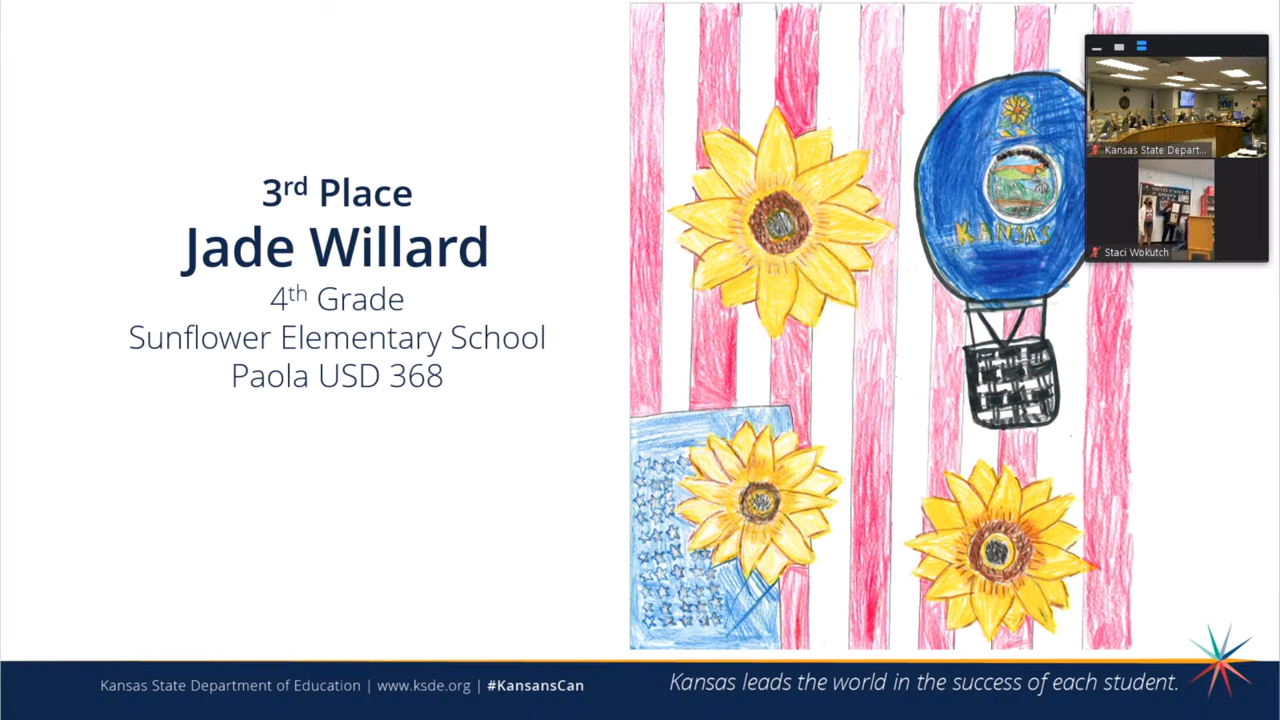 3rd Place
Jade Willard
4th Grade
Sunflower Elementary School
Paola USD 368
KANSAS
Kansas State Depart...
Staci Wokutch
Kansas State Department of Education | www.ksde.org | #KansansCan
Kansas leads the world in the success of each student.